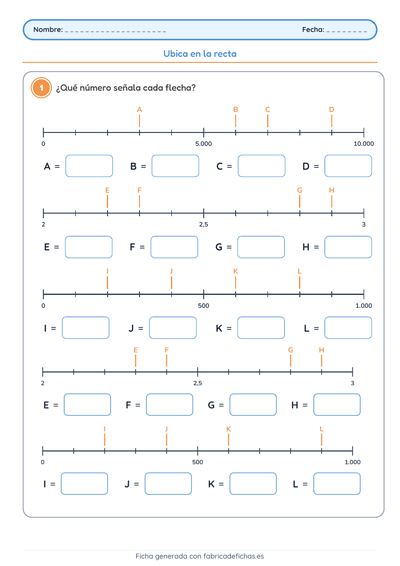 Nombre: Fecha:
Ubica en la recta
1 ¿Qué número señala cada flecha?
A B C D
0 5.000 10.000
A = B = C = D =
E F G H
2 2,5 3
E = F = G = H =
I J K L
0 500 1.000
I = J = K = L =
E F G H
2 2,5 3
E = F = G = H =
I J K L
0 500 1.000
I = J = K = L =
Ficha generada con fabricadefichas.es